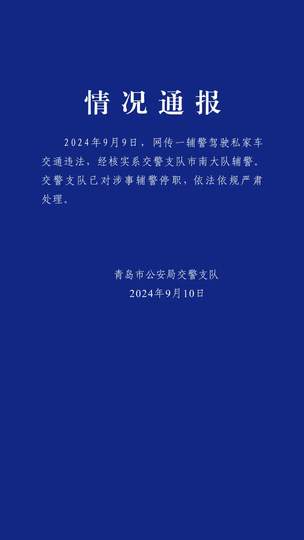 情况通报
2024年9月9日，网传一辅警驾驶私家车
交通违法，经核实系交警支队市南大队辅警。
交警支队已对涉事辅警停职，依法依规严肃
处理。
青岛市公安局交警支队
2024年9月10日